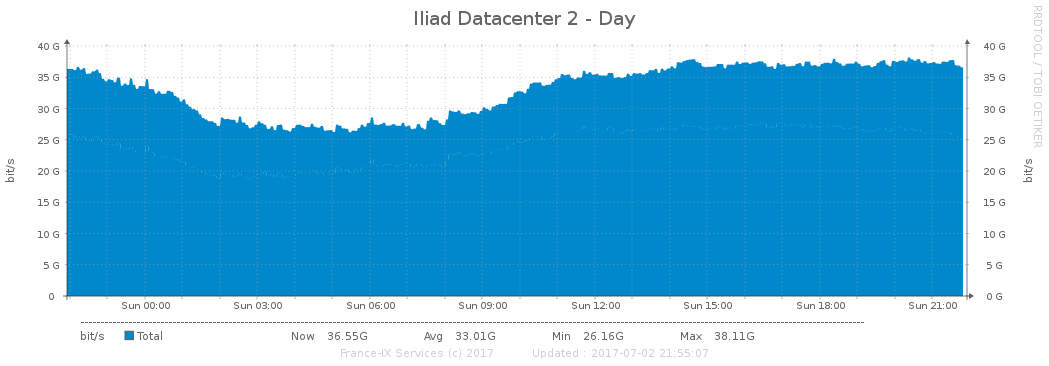 Iliad Datacenter 2 - Day
RRDTOOL / TOBI OETIKER
40 G 40 G
35 G 35 G
30 G 30 G
25 G 25 G
20 G 20 G
15 G 15 G
10 G 10 G
5 G 5 G
0 0 G
bit/s bit/s
Sun 00:00 Sun 03:00 Sun 06:00 Sun 09:00 Sun 12:00 Sun 15:00 Sun 18:00 Sun 21:00
bit/s Total Now 36.55G Avg 33.01G Min 26.16G Max 38.11G
France-IX Services (c) 2017 Updated : 2017-07-02 21:55:07